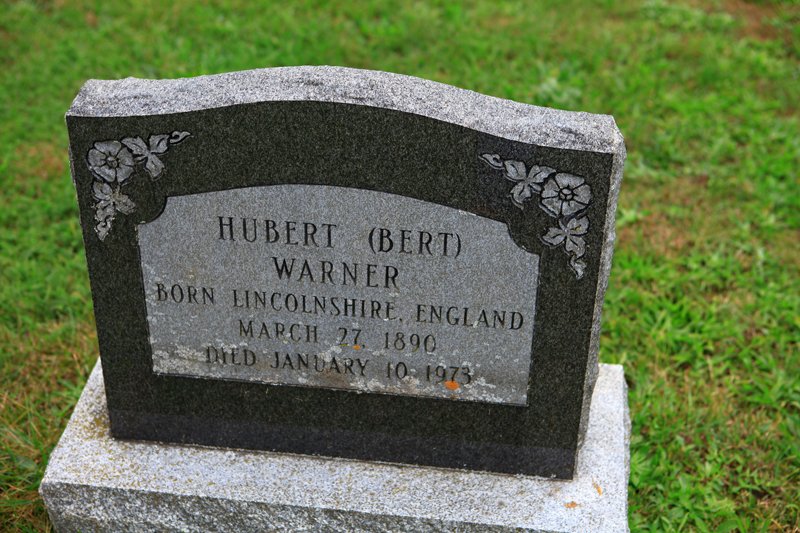 HUBERT (BERT)
WARNER
BORN LINCOLNSHIRE, ENGLAND
MARCH 27, 1890
DIED JANUARY 10, 1973